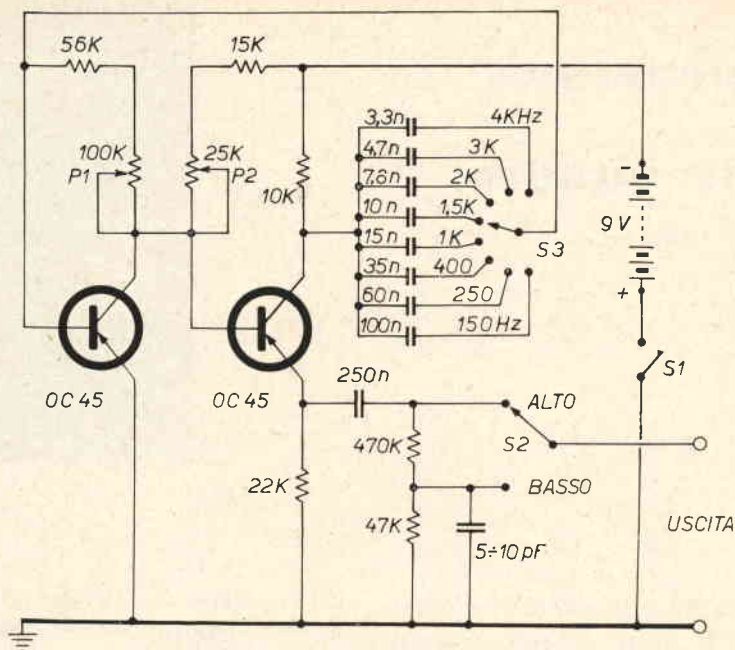 56K
15K
3,3n
4KHz
4,7n
3K
100K
P1
25K
P2
7,6n
2K
-
10K
10n
1,5K
9V
15n
1K
S3
35n
400
60n
250
+
100n
150Hz
S1
OC45
OC45
250n
ALTO
S2
470K
22K
BASSO
47K
5÷10pF
USCITA